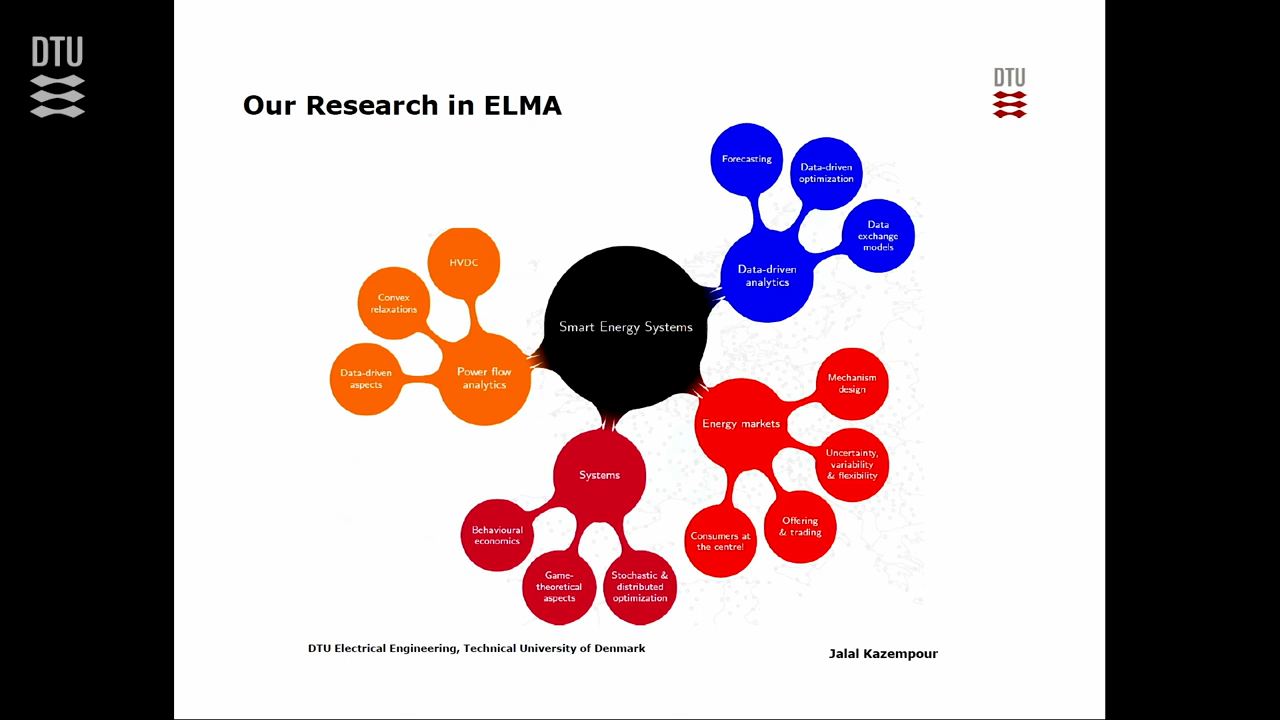 DTU
DTU
Our Research in ELMA
Forecasting
Data-driven
optimization
Data
exchange
models
Data-driven
analytics
HVDC
Convex
relaxations
Data-driven
aspects
Power flow
analytics
Smart Energy Systems
Mechanism
design
Energy markets
Uncertainty,
variability
& flexibility
Offering
& trading
Consumers at
the centre!
Systems
Behavioural
economics
Game-
theoretical
aspects
Stochastic &
distributed
optimization
DTU Electrical Engineering, Technical University of Denmark
Jalal Kazempour